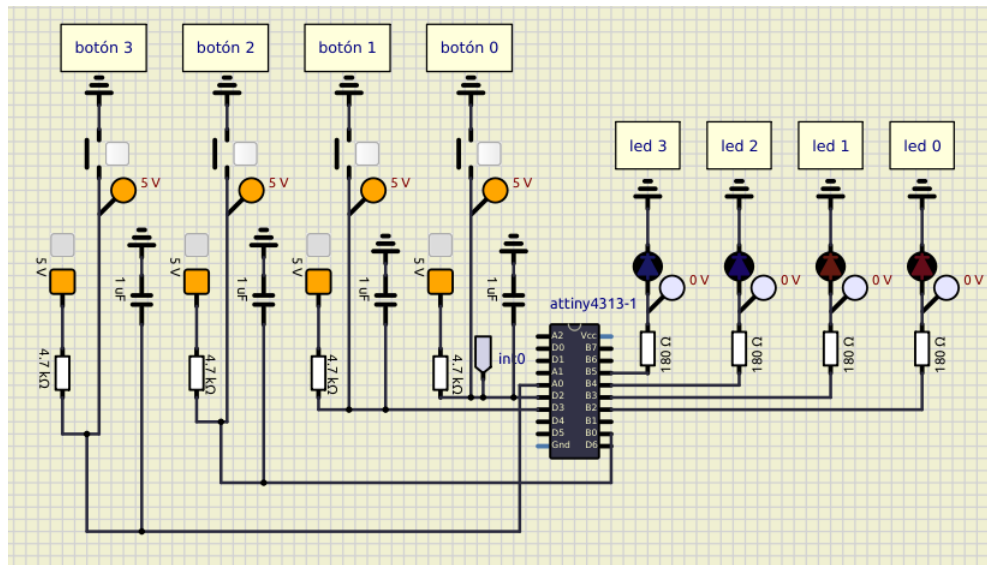 botón 3
botón 2
botón 1
botón 0
led 3
led 2
led 1
led 0
5 V
5 V
5 V
5 V
5 V
5 V
5 V
5 V
1 uF
1 uF
1 uF
1 uF
0 V
0 V
0 V
0 V
attiny4313-1
4.7 kΩ
4.7 kΩ
4.7 kΩ
4.7 kΩ
int0
180 Ω
180 Ω
180 Ω
180 Ω
A2 Vcc
D0 B7
D1 B6
A1 B5
A0 B4
D2 B3
D3 B2
D4 B1
D5 B0
Gnd D6